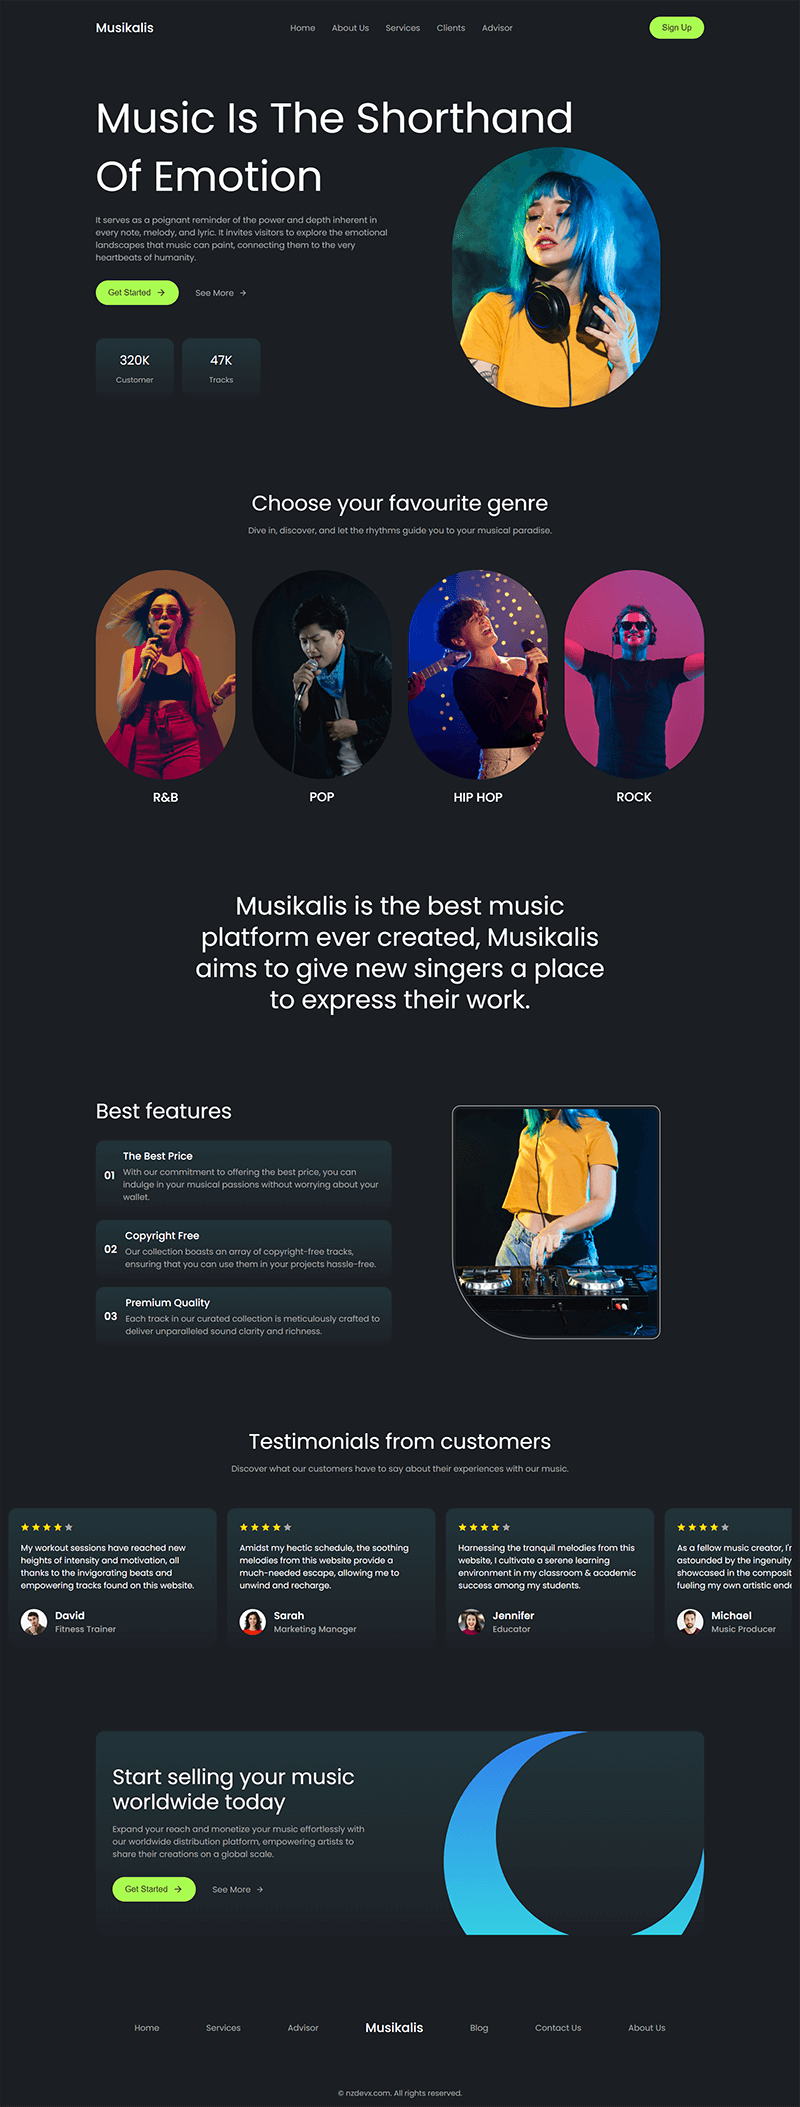 Musikalis
Home
About Us
Services
Clients
Advisor
Sign Up
Music Is The Shorthand
Of Emotion
It serves as a poignant reminder of the power and depth inherent in
every note, melody, and lyric. It invites visitors to explore the emotional
landscapes that music can paint, connecting them to the very
heartbeats of humanity.
Get Started
See More
320K
Customer
47K
Tracks
Choose your favourite genre
Dive in, discover, and let the rhythms guide you to your musical paradise.
R&B
POP
HIP HOP
ROCK
Musikalis is the best music
platform ever created, Musikalis
aims to give new singers a place
to express their work.
Best features
01
The Best Price
With our commitment to offering the best price, you can
indulge in your musical passions without worrying about your
wallet.
02
Copyright Free
Our collection boasts an array of copyright-free tracks,
ensuring that you can use them in your projects hassle-free.
03
Premium Quality
Each track in our curated collection is meticulously crafted to
deliver unparalleled sound clarity and richness.
Testimonials from customers
Discover what our customers have to say about their experiences with our music.
My workout sessions have reached new
heights of intensity and motivation, all
thanks to the invigorating beats and
empowering tracks found on this website.
David
Fitness Trainer
Amidst my hectic schedule, the soothing
melodies from this website provide a
much-needed escape, allowing me to
unwind and recharge.
Sarah
Marketing Manager
Harnessing the tranquil melodies from this
website, I cultivate a serene learning
environment in my classroom & academic
success among my students.
Jennifer
Educator
As a fellow music creator,
astounded by the ingenuity
showcased in the
fueling my own artistic
Michael
Music Producer
Start selling your music
worldwide today
Expand your reach and monetize your music effortlessly with
our worldwide distribution platform, empowering artists to
share their creations on a global scale.
Get Started
See More
Home
Services
Advisor
Musikalis
Blog
Contact Us
About Us
© nzdevx.com. All rights reserved.